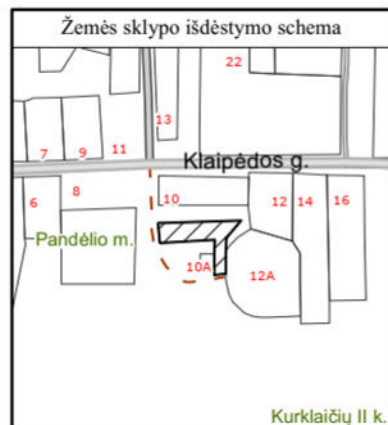 Žemės sklypo išdėstymo schema
22
13
11
7
9
Klaipėdos g.
8
6
10
12
14
16
Pandėlio m.
10A
12A
Kurklaičių II k.